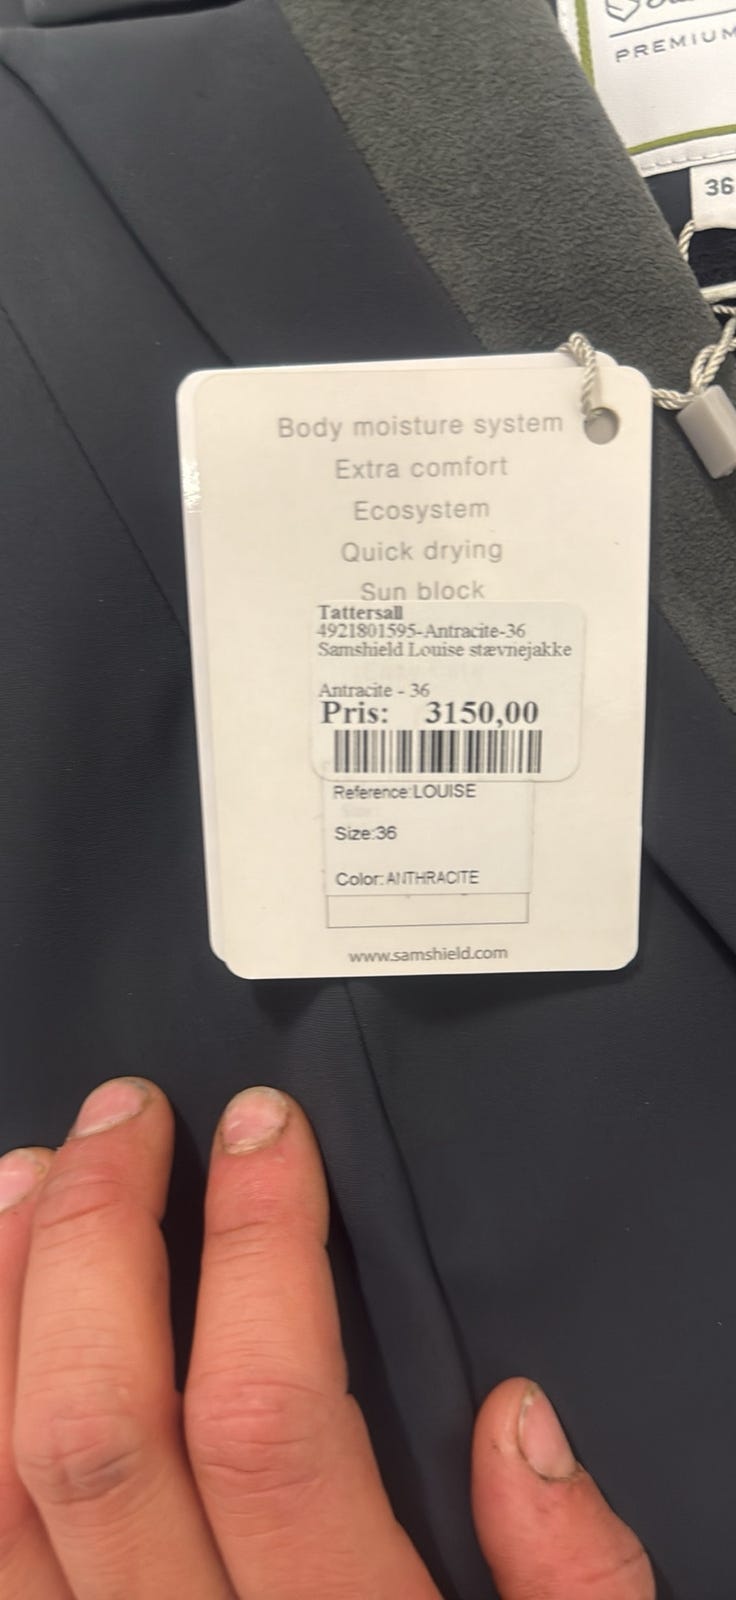 PREMIUM
36
Body moisture system
Extra comfort
Ecosystem
Quick drying
Sun block
Tattersall
4921801595-Antracite-36
Samshield Louise stævnejakke
Antracite - 36
Pris: 3150,00
Reference:LOUISE
Size:36
Color:ANTHRACITE
www.samshield.com